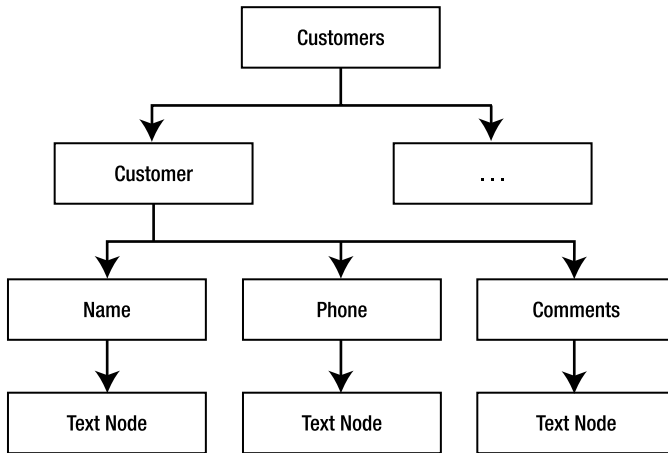 Customers
Customer
...
Name
Phone
Comments
Text Node
Text Node
Text Node